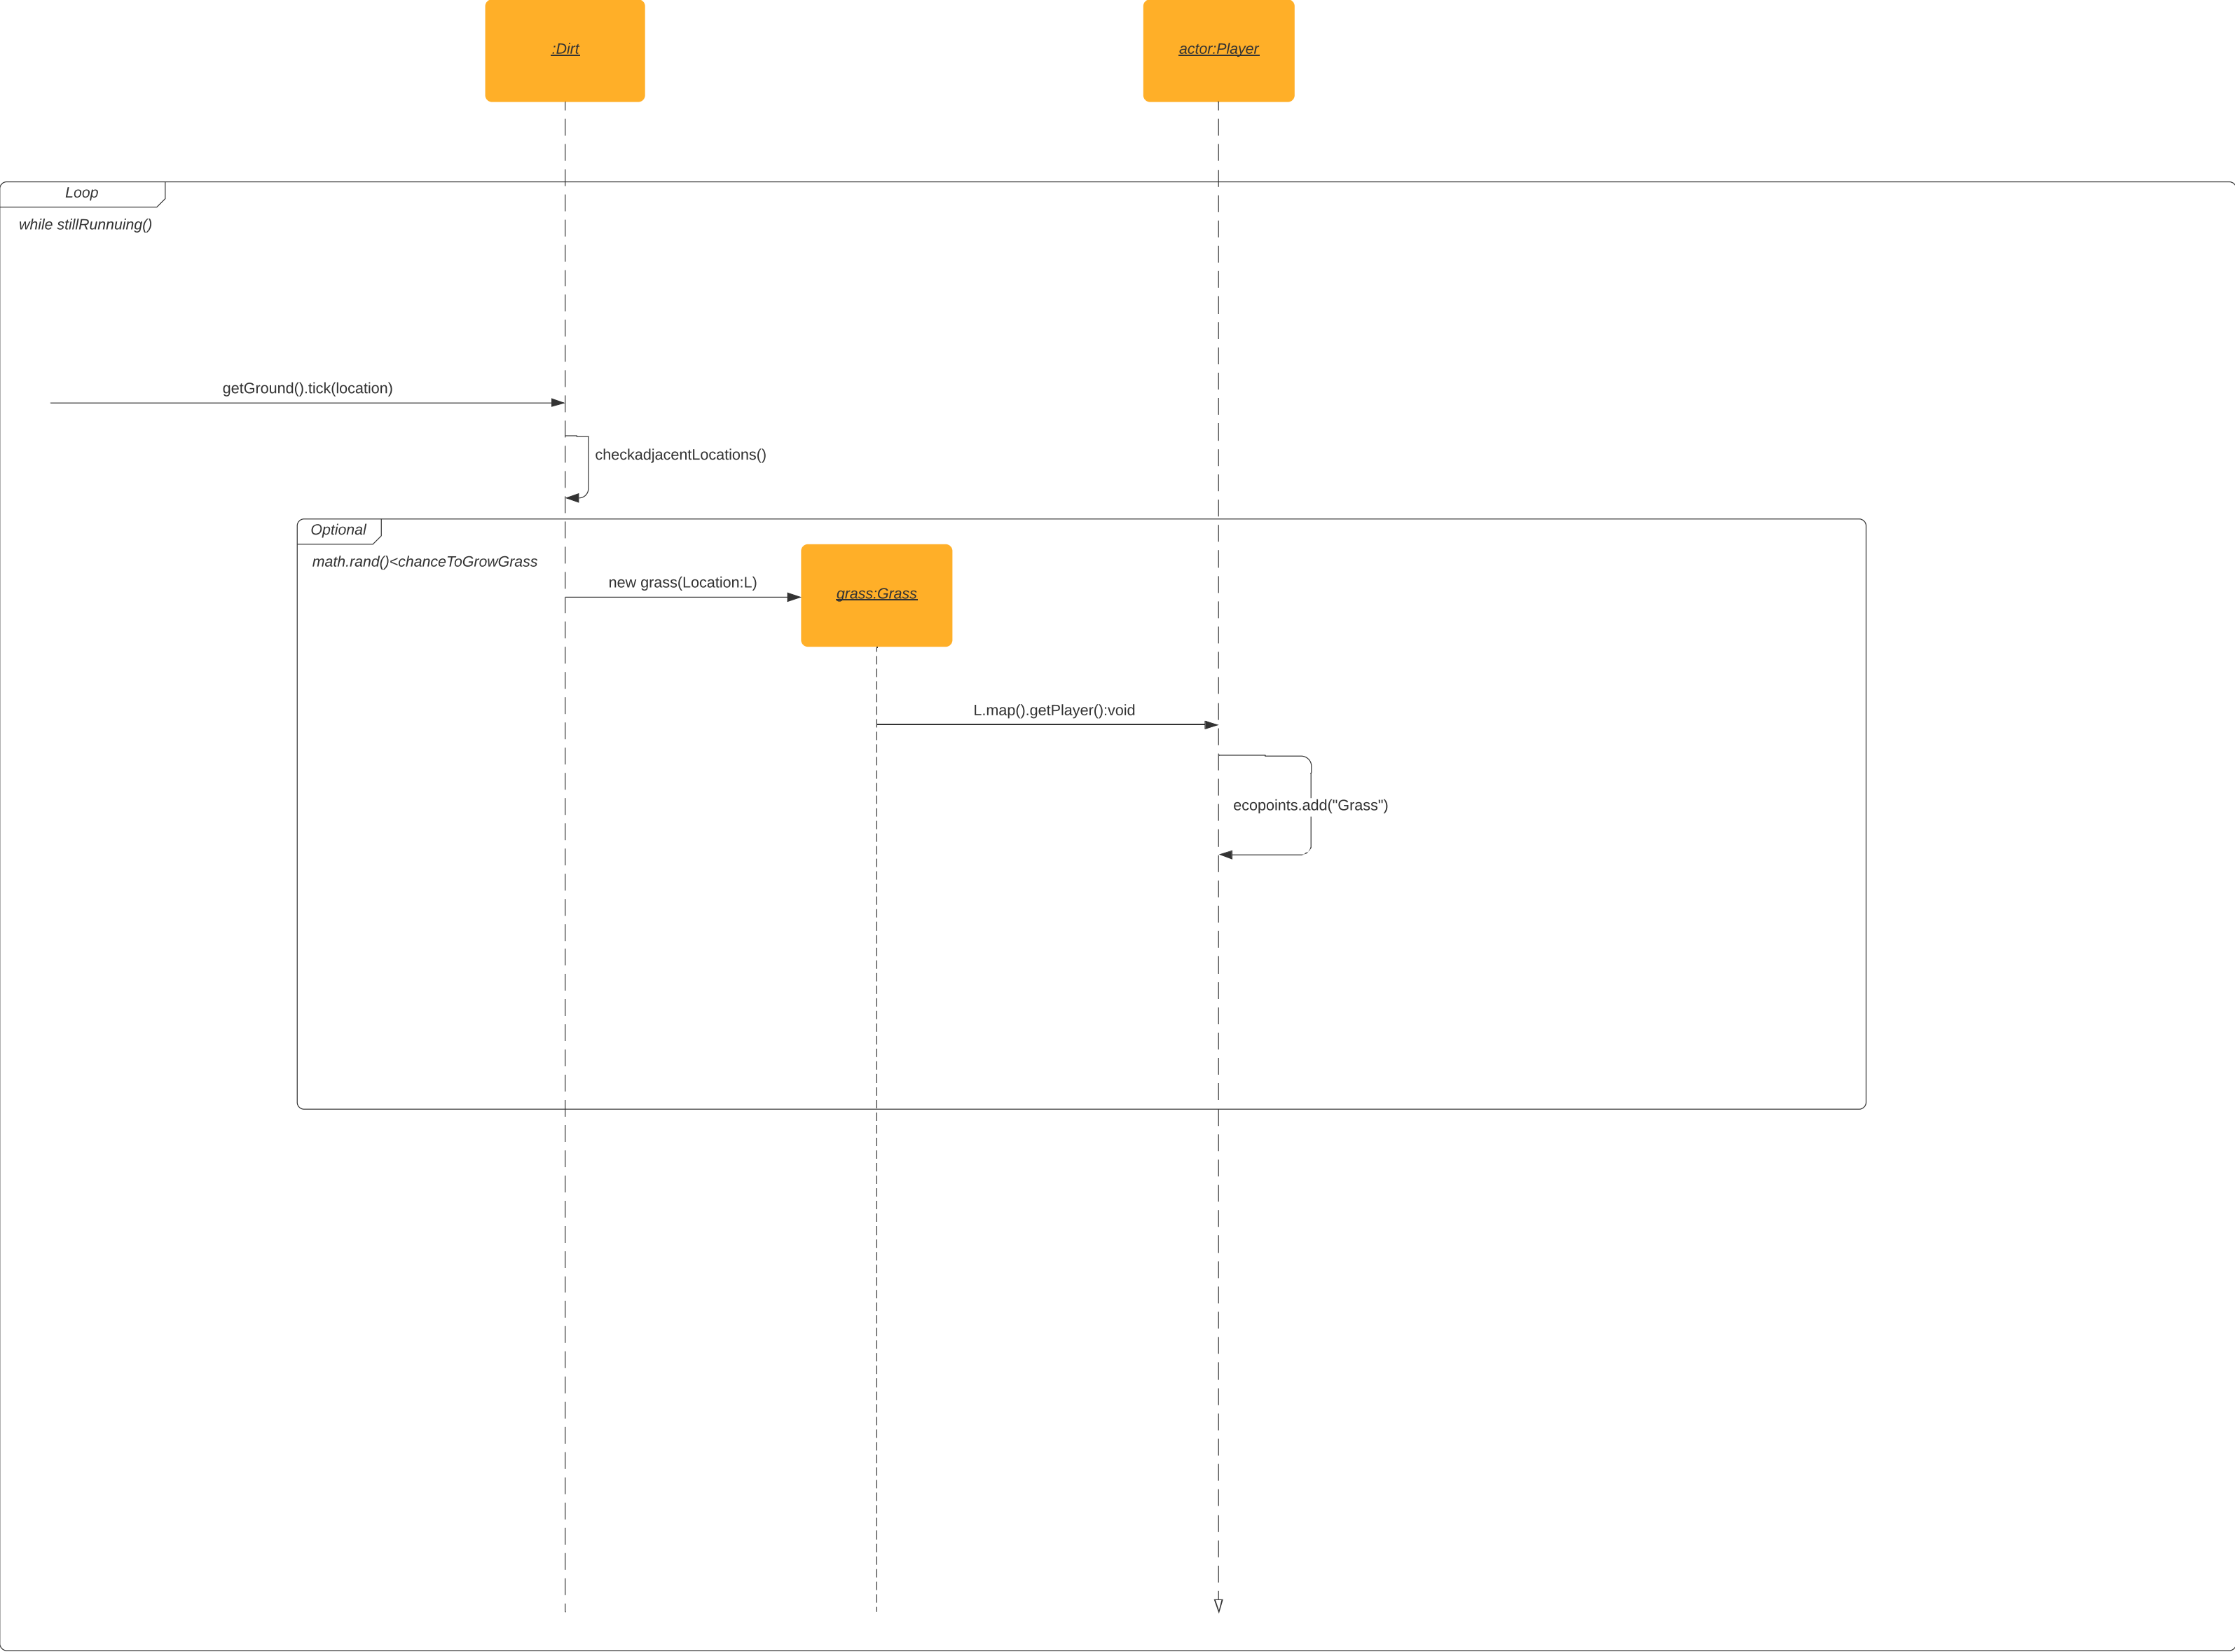 :Dirt
actor:Player
Loop
while stillRunnuing()
getGround().tick(location)
checkadjacentLocations()
Optional
math.rand()<chanceToGrowGrass
new grass(Location:L)
grass:Grass
L.map().getPlayer():void
ecopoints.add("Grass")